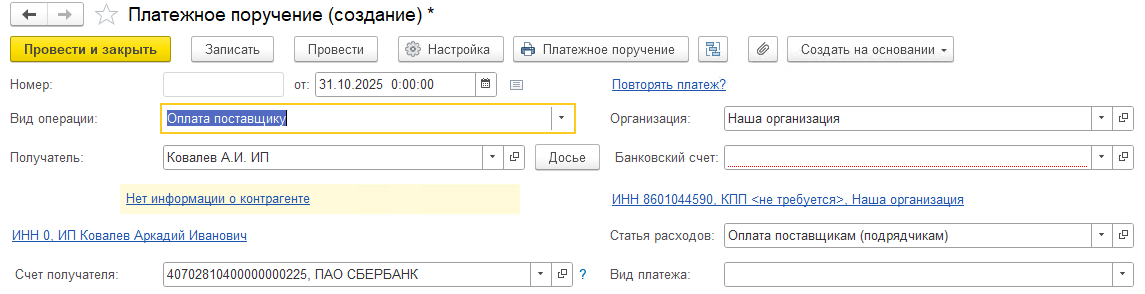 Платежное поручение (создание) *
Провести и закрыть Записать Провести Настройка Платежное поручение Создать на основании
Номер: от: 31.10.2025 0:00:00 Повторять платеж?
Вид операции: Оплата поставщику Организация: Наша организация
Получатель: Ковалев А.И. ИП Досье Банковский счет:
Нет информации о контрагенте ИНН 8601044590, КПП <не требуется>, Наша организация
ИНН 0, ИП Ковалев Аркадий Иванович Статья расходов: Оплата поставщикам (подрядчикам)
Счет получателя: 40702810400000000225, ПАО СБЕРБАНК ? Вид платежа: